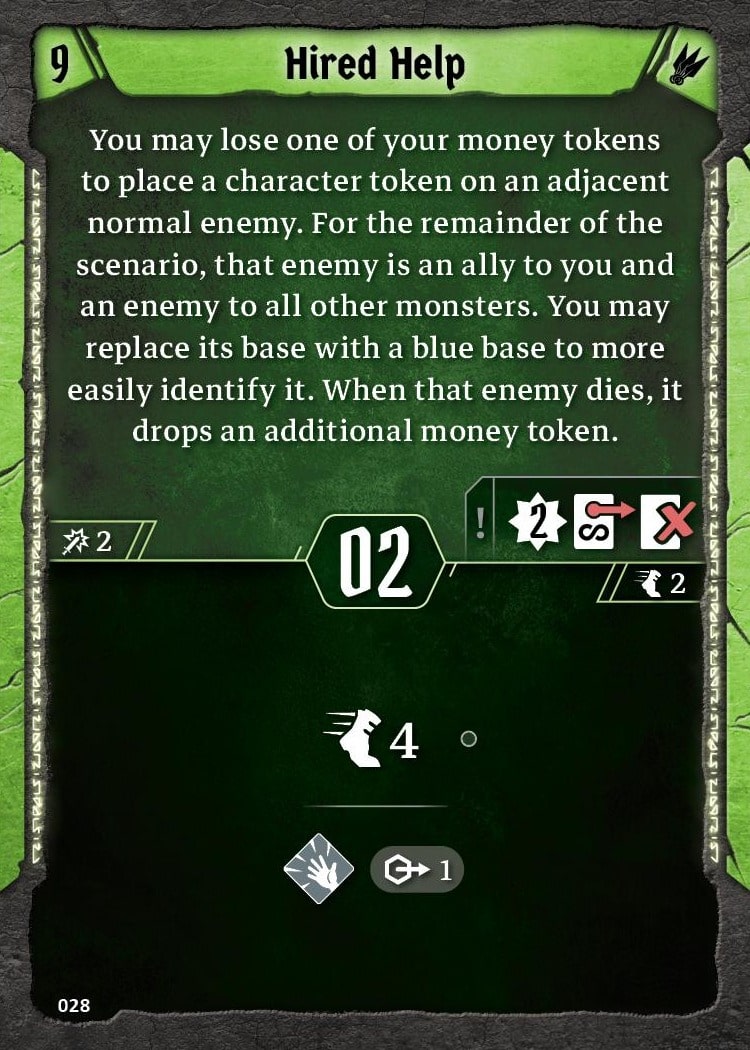 9
Hired Help
You may lose one of your money tokens
to place a character token on an adjacent
normal enemy. For the remainder of the
scenario, that enemy is an ally to you and
an enemy to all other monsters. You may
replace its base with a blue base to more
easily identify it. When that enemy dies, it
drops an additional money token.
! 2
2
02
2
4
1
028